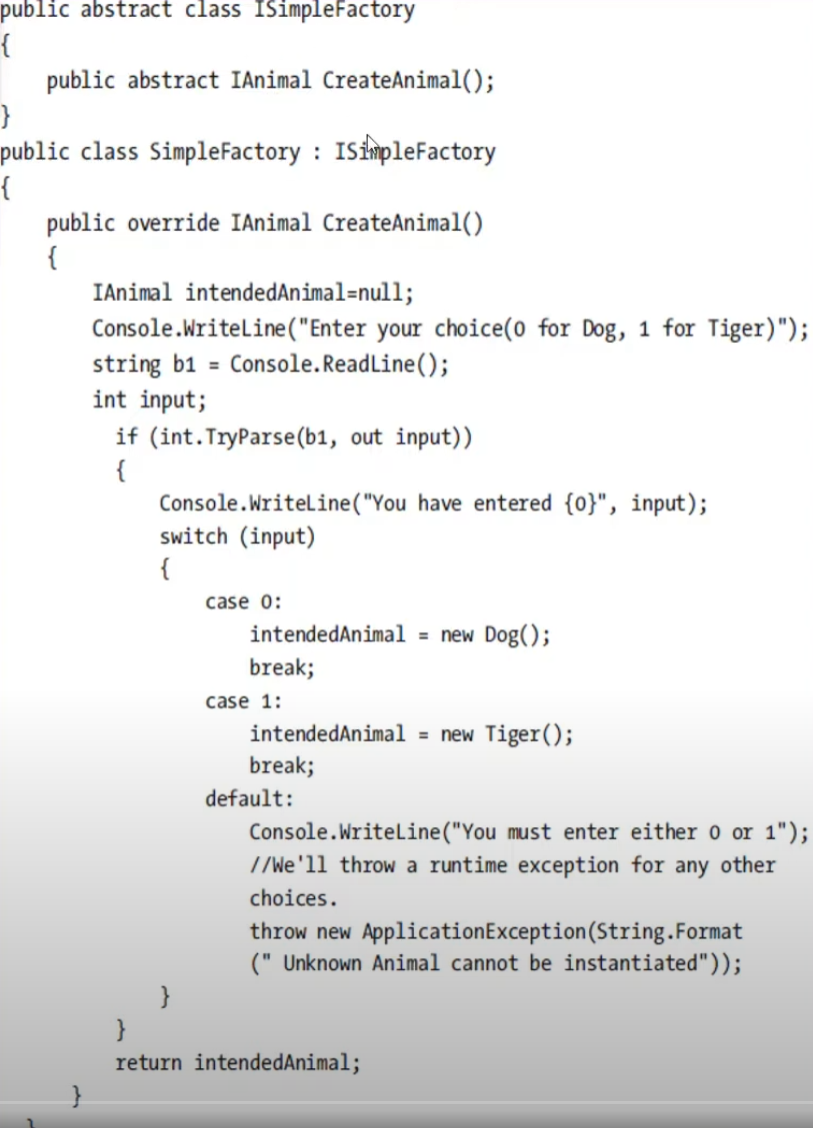 public abstract class ISimpleFactory
{
public abstract IAnimal CreateAnimal();
}
public class SimpleFactory : ISimpleFactory
{
public override IAnimal CreateAnimal()
{
IAnimal intendedAnimal=null;
Console.WriteLine("Enter your choice(0 for Dog, 1 for Tiger)");
string b1 = Console.ReadLine();
int input;
if (int.TryParse(b1, out input))
{
Console.WriteLine("You have entered {0}", input);
switch (input)
{
case 0:
intendedAnimal = new Dog();
break;
case 1:
intendedAnimal = new Tiger();
break;
default:
Console.WriteLine("You must enter either 0 or 1");
//We'll throw a runtime exception for any other
choices.
throw new ApplicationException(String.Format
(" Unknown Animal cannot be instantiated"));
}
}
return intendedAnimal;
}
}